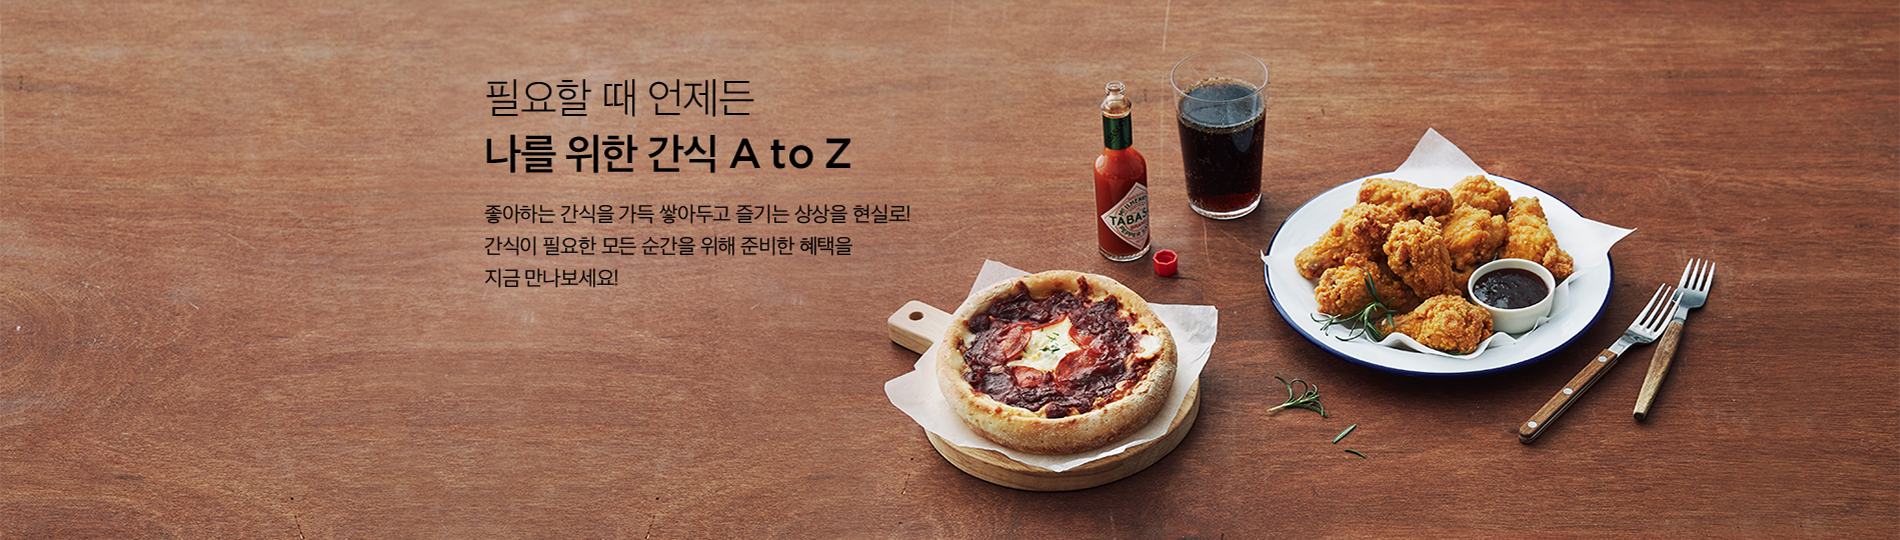 필요할 때 언제든
나를 위한 간식 A to Z
좋아하는 간식을 가득 쌓아두고 즐기는 상상을 현실로!
간식이 필요한 모든 순간을 위해 준비한 혜택을
지금 만나보세요!
TABAS
PEPPER